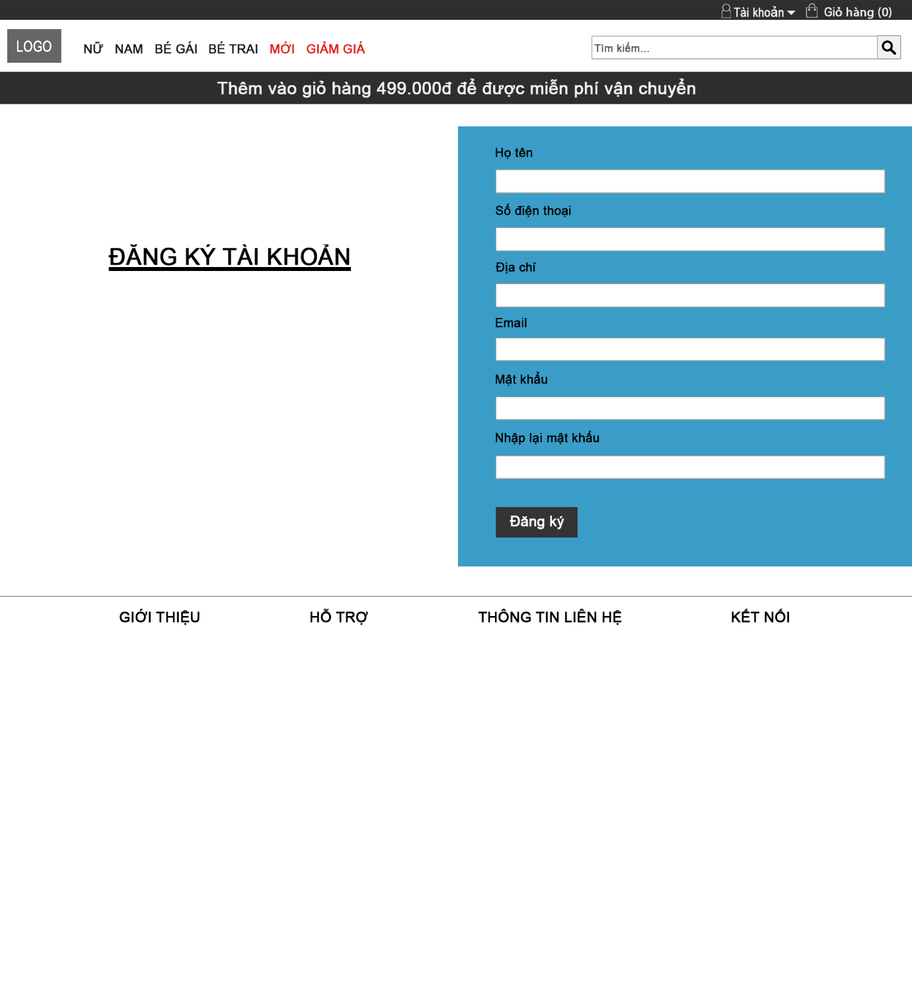 Tài khoản Giỏ hàng (0)
LOGO NỮ NAM BÉ GÁI BÉ TRAI MỚI GIẢM GIÁ Tìm kiếm...
Thêm vào giỏ hàng 499.000đ để được miễn phí vận chuyển
ĐĂNG KÝ TÀI KHOẢN
Họ tên
Số điện thoại
Địa chỉ
Email
Mật khẩu
Nhập lại mật khẩu
Đăng ký
GIỚI THIỆU HỖ TRỢ THÔNG TIN LIÊN HỆ KẾT NỐI